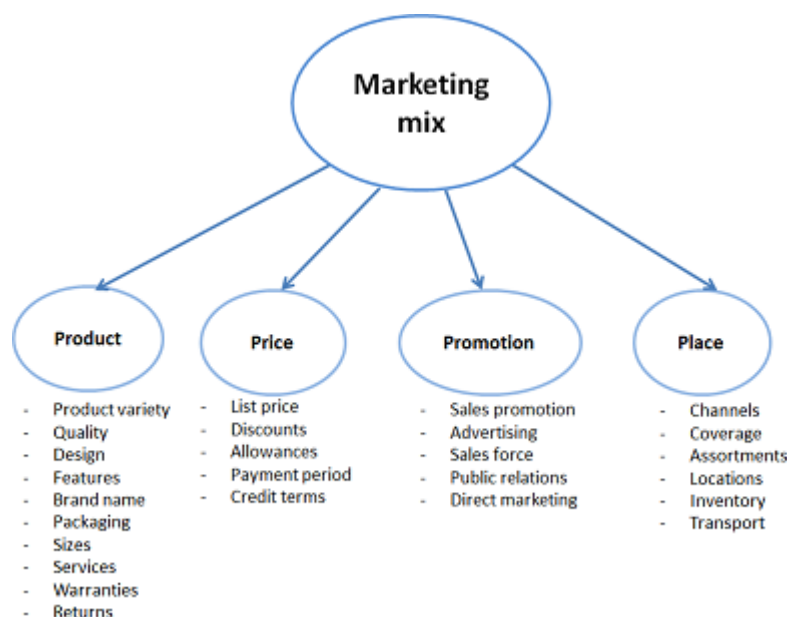 Marketing
mix
Product
- Product variety
- Quality
- Design
- Features
- Brand name
- Packaging
- Sizes
- Services
- Warranties
- Returns
Price
- List price
- Discounts
- Allowances
- Payment period
- Credit terms
Promotion
- Sales promotion
- Advertising
- Sales force
- Public relations
- Direct marketing
Place
- Channels
- Coverage
- Assortments
- Locations
- Inventory
- Transport